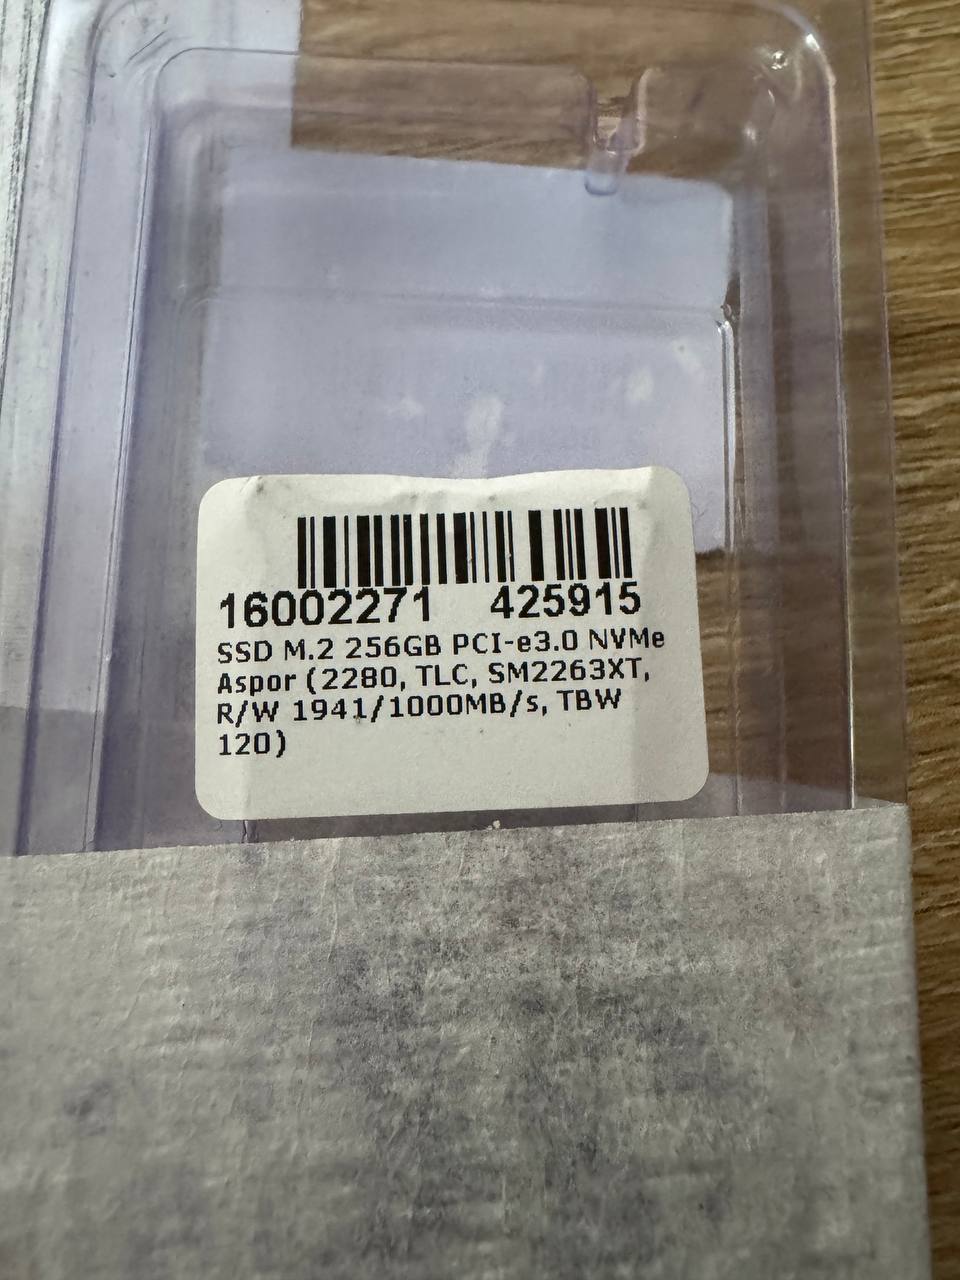 16002271 425915
SSD M.2 256GB PCI-e3.0 NVMe
Aspor (2280, TLC, SM2263XT,
R/W 1941/1000MB/s, TBW
120)